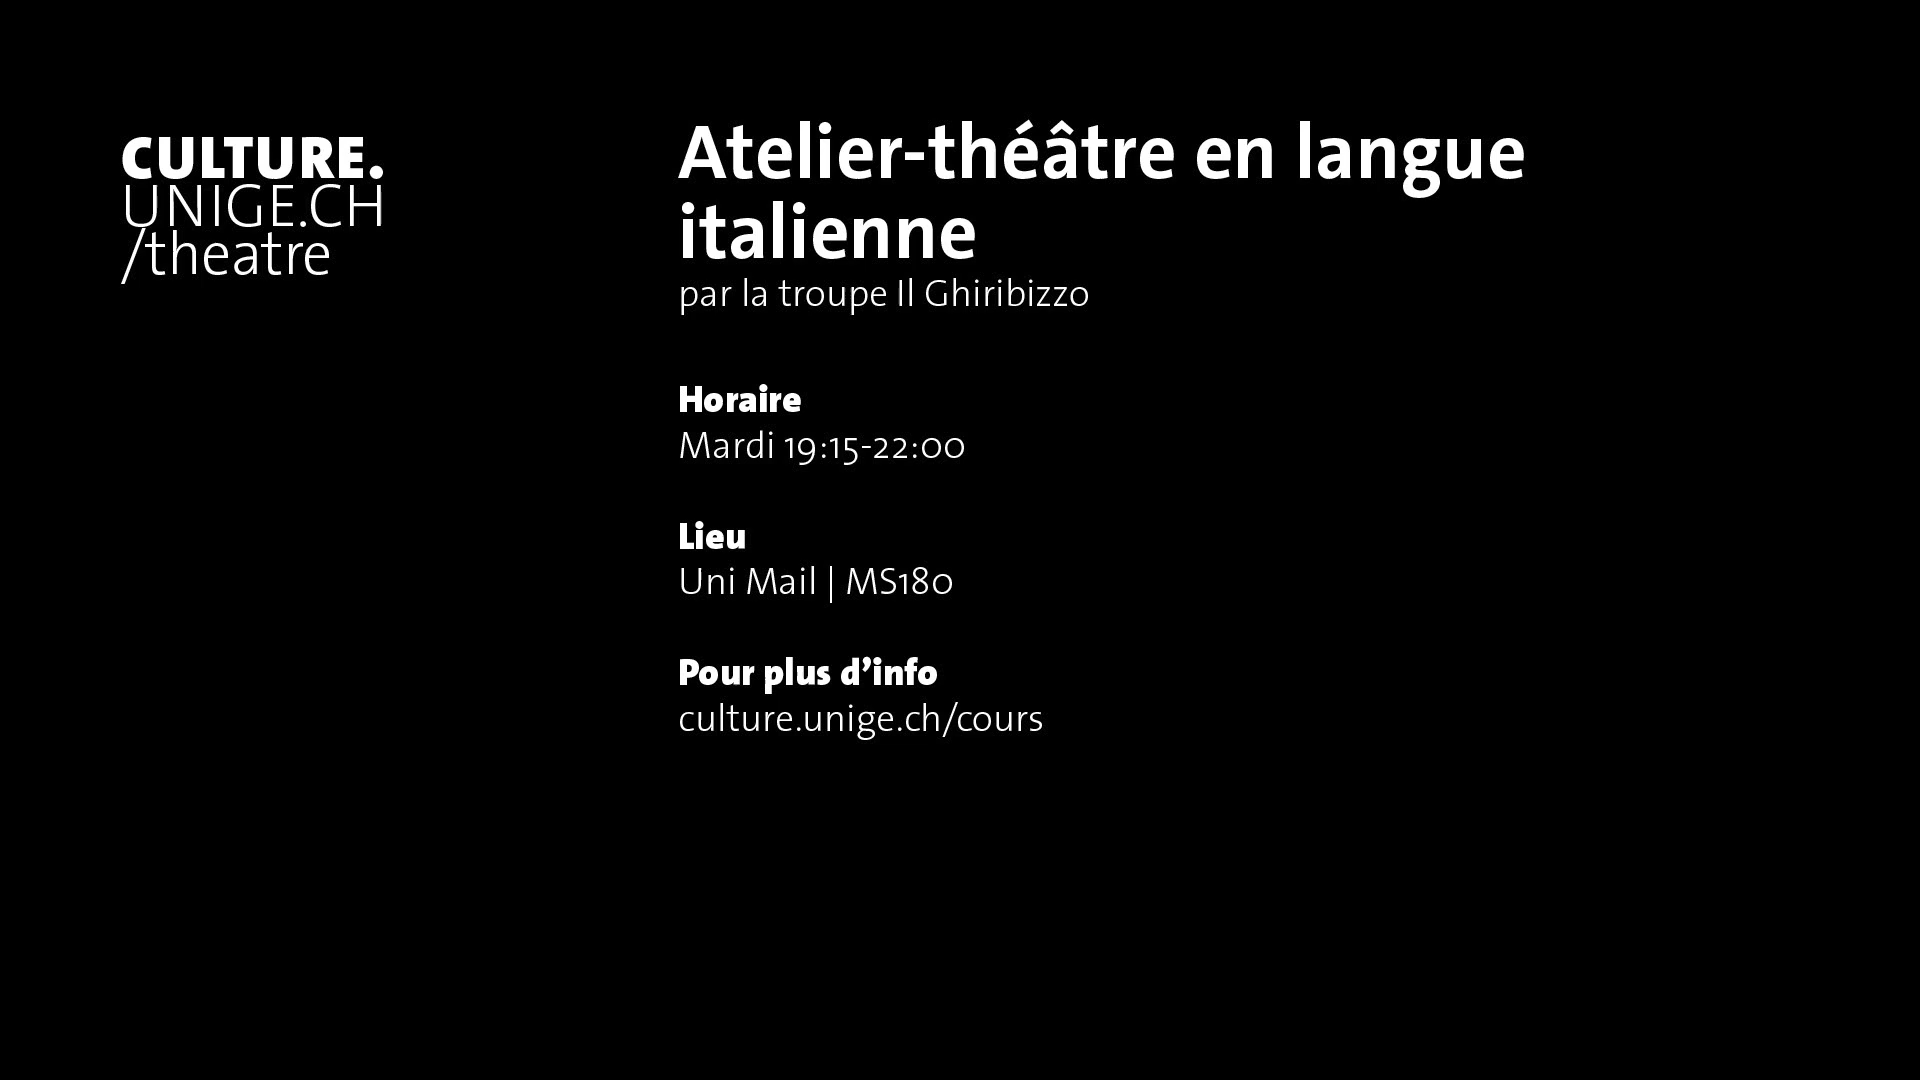 CULTURE.
UNIGE.CH
/theatre
Atelier-théâtre en langue
italienne
par la troupe Il Ghiribizzo
Horaire
Mardi 19:15-22:00
Lieu
Uni Mail | MS180
Pour plus d’info
culture.unige.ch/cours